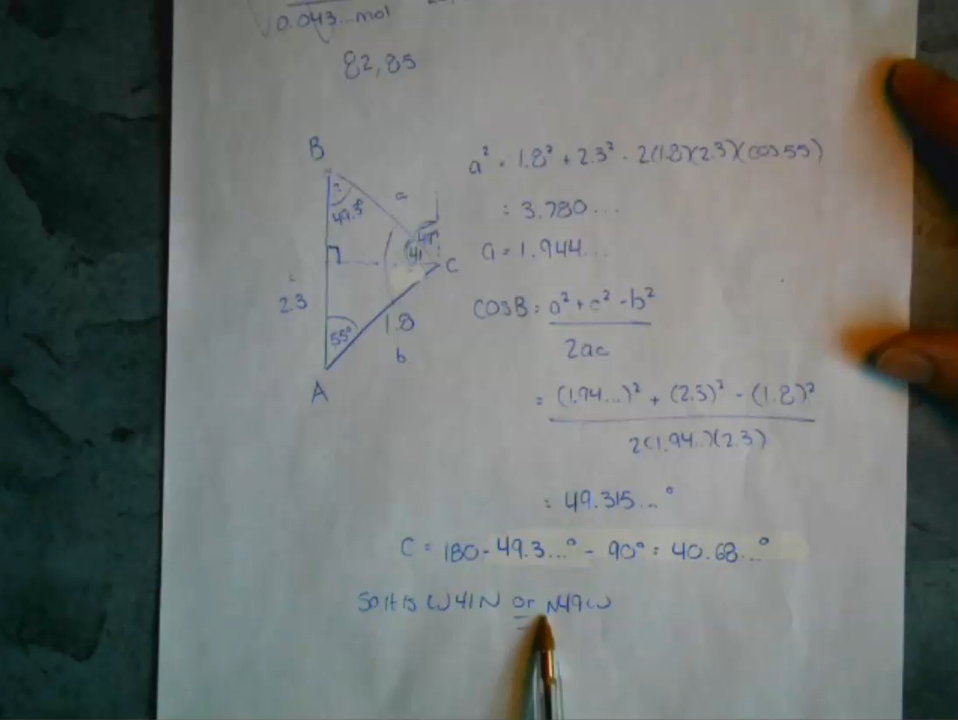 0.043...mol
82,85
B
a² = 1.8² + 2.3² - 2(1.8)(2.3)(cos55)
?
49.3°
a
= 3.780...
41
C
a = 1.944...
2.3
cosB = a² + c² - b²
2ac
1.8
55°
b
A
= (1.94...)² + (2.3)² - (1.8)²
2(1.94..)(2.3)
= 49.315...°
C = 180 - 49.3...° - 90° = 40.68...°
So it is W41N or N49W